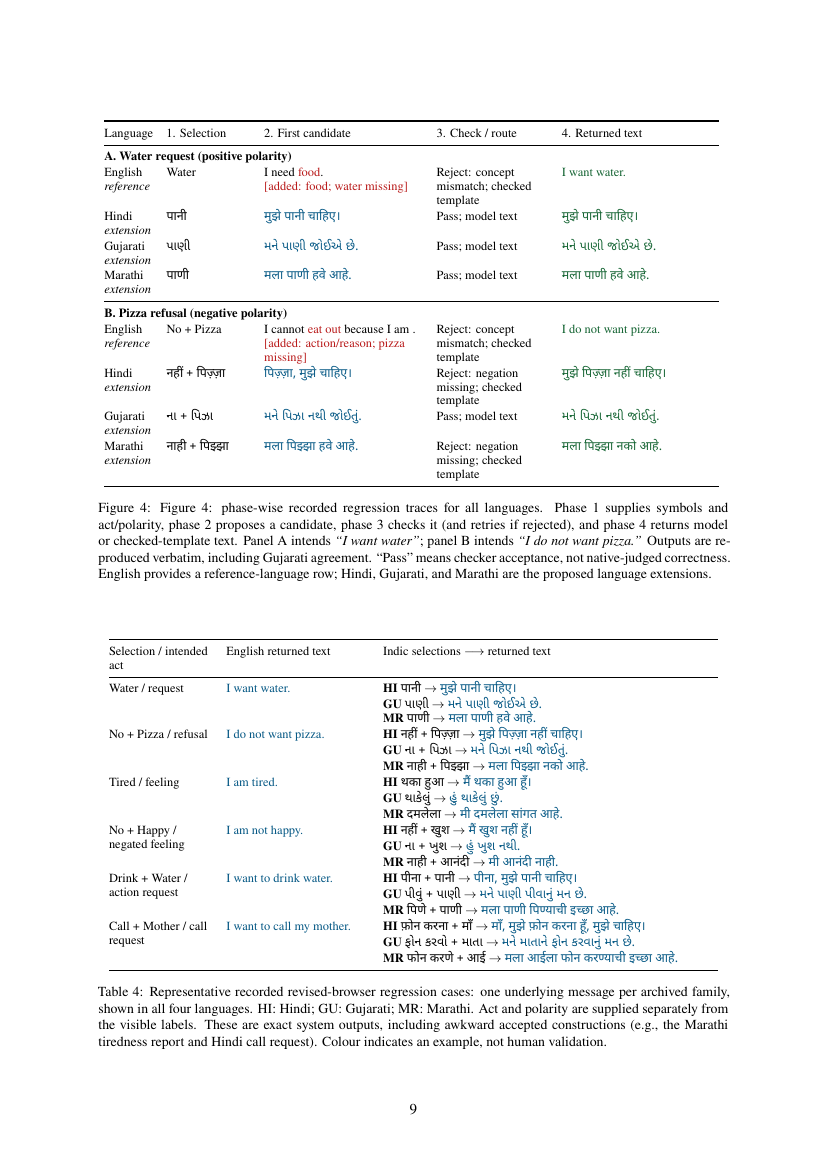 Language 1. Selection 2. First candidate 3. Check / route 4. Returned text
A. Water request (positive polarity)
English Water I need food. Reject: concept I want water.
reference [added: food; water missing] mismatch; checked
template
Hindi पानी मुझे पानी चाहिए। Pass; model text मुझे पानी चाहिए।
extension
Gujarati પાણી મને પાણી જોઈએ છે. Pass; model text મને પાણી જોઈએ છે.
extension
Marathi पाणी मला पाणी हवे आहे. Pass; model text मला पाणी हवे आहे.
extension
B. Pizza refusal (negative polarity)
English No + Pizza I cannot eat out because I am . Reject: concept I do not want pizza.
reference [added: action/reason; pizza mismatch; checked
missing] template
Hindi नहीं + पिज़्ज़ा पिज़्ज़ा, मुझे चाहिए। Reject: negation मुझे पिज़्ज़ा नहीं चाहिए।
extension missing; checked
template
Gujarati ના + પિઝા મને પિઝા નથી જોઈતું. Pass; model text મને પિઝા નથી જોઈતું.
extension
Marathi नाही + पिझ्झा मला पिझ्झा हवे आहे. Reject: negation मला पिझ्झा नको आहे.
extension missing; checked
template
Figure 4: Figure 4: phase-wise recorded regression traces for all languages. Phase 1 supplies symbols and
act/polarity, phase 2 proposes a candidate, phase 3 checks it (and retries if rejected), and phase 4 returns model
or checked-template text. Panel A intends “I want water”; panel B intends “I do not want pizza.” Outputs are re-
produced verbatim, including Gujarati agreement. “Pass” means checker acceptance, not native-judged correctness.
English provides a reference-language row; Hindi, Gujarati, and Marathi are the proposed language extensions.
Selection / intended English returned text Indic selections ⟶ returned text
act
Water / request I want water. HI पानी → मुझे पानी चाहिए।
GU પાણી → મને પાણી જોઈએ છે.
MR पाणी → मला पाणी हवे आहे.
No + Pizza / refusal I do not want pizza. HI नहीं + पिज़्ज़ा → मुझे पिज़्ज़ा नहीं चाहिए।
GU ના + પિઝા → મને પિઝા નથી જોઈતું.
MR नाही + पिझ्झा → मला पिझ्झा नको आहे.
Tired / feeling I am tired. HI थका हुआ → मैं थका हुआ हूँ।
GU થાકેલું → હું થાકેલું છું.
MR दमलेला → मी दमलेला सांगत आहे.
No + Happy / I am not happy. HI नहीं + खुश → मैं खुश नहीं हूँ।
negated feeling GU ના + ખુશ → હું ખુશ નથી.
MR नाही + आनंदी → मी आनंदी नाही.
Drink + Water / I want to drink water. HI पीना + पानी → पीना, मुझे पानी चाहिए।
action request GU પીવું + પાણી → મને પાણી પીવાનું મન છે.
MR पिणे + पाणी → मला पाणी पिण्याची इच्छा आहे.
Call + Mother / call I want to call my mother. HI फ़ोन करना + माँ → माँ, मुझे फ़ोन करना हूँ, मुझे चाहिए।
request GU ફોન કરવો + માતા → મને માતાને ફોન કરવાનું મન છે.
MR फोन करणे + आई → मला आईला फोन करण्याची इच्छा आहे.
Table 4: Representative recorded revised-browser regression cases: one underlying message per archived family,
shown in all four languages. HI: Hindi; GU: Gujarati; MR: Marathi. Act and polarity are supplied separately from
the visible labels. These are exact system outputs, including awkward accepted constructions (e.g., the Marathi
tiredness report and Hindi call request). Colour indicates an example, not human validation.
9